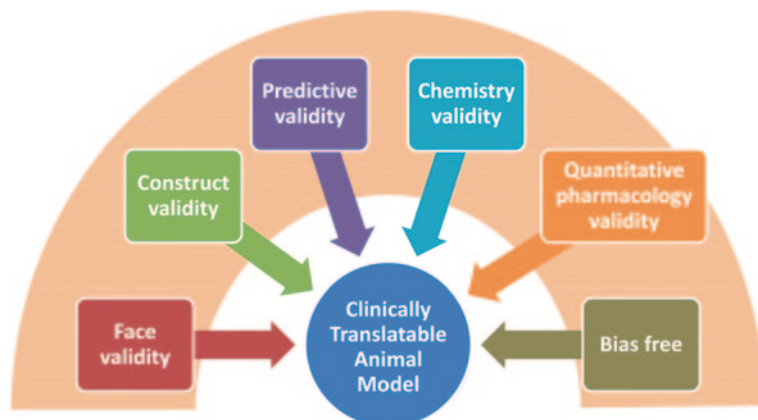 Predictive
validity
Chemistry
validity
Construct
validity
Quantitative
pharmacology
validity
Face
validity
Clinically
Translatable
Animal
Model
Bias free